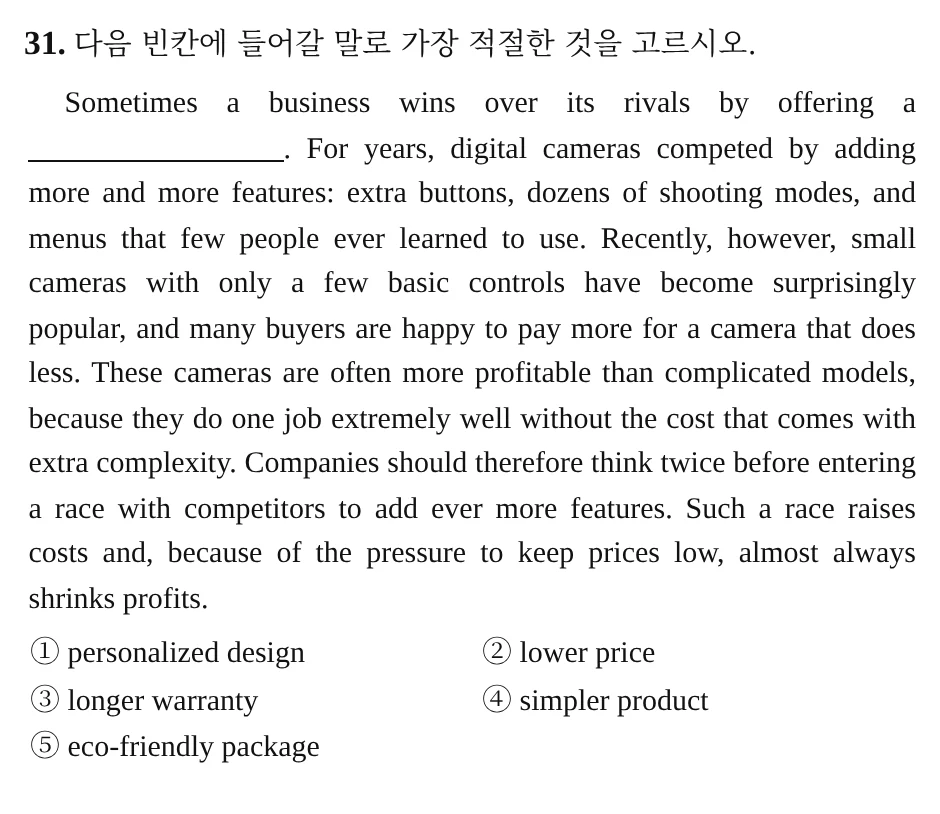 31. 다음 빈칸에 들어갈 말로 가장 적절한 것을 고르시오.
Sometimes a business wins over its rivals by offering a
________________. For years, digital cameras competed by adding
more and more features: extra buttons, dozens of shooting modes, and
menus that few people ever learned to use. Recently, however, small
cameras with only a few basic controls have become surprisingly
popular, and many buyers are happy to pay more for a camera that does
less. These cameras are often more profitable than complicated models,
because they do one job extremely well without the cost that comes with
extra complexity. Companies should therefore think twice before entering
a race with competitors to add ever more features. Such a race raises
costs and, because of the pressure to keep prices low, almost always
shrinks profits.
① personalized design ② lower price
③ longer warranty ④ simpler product
⑤ eco-friendly package